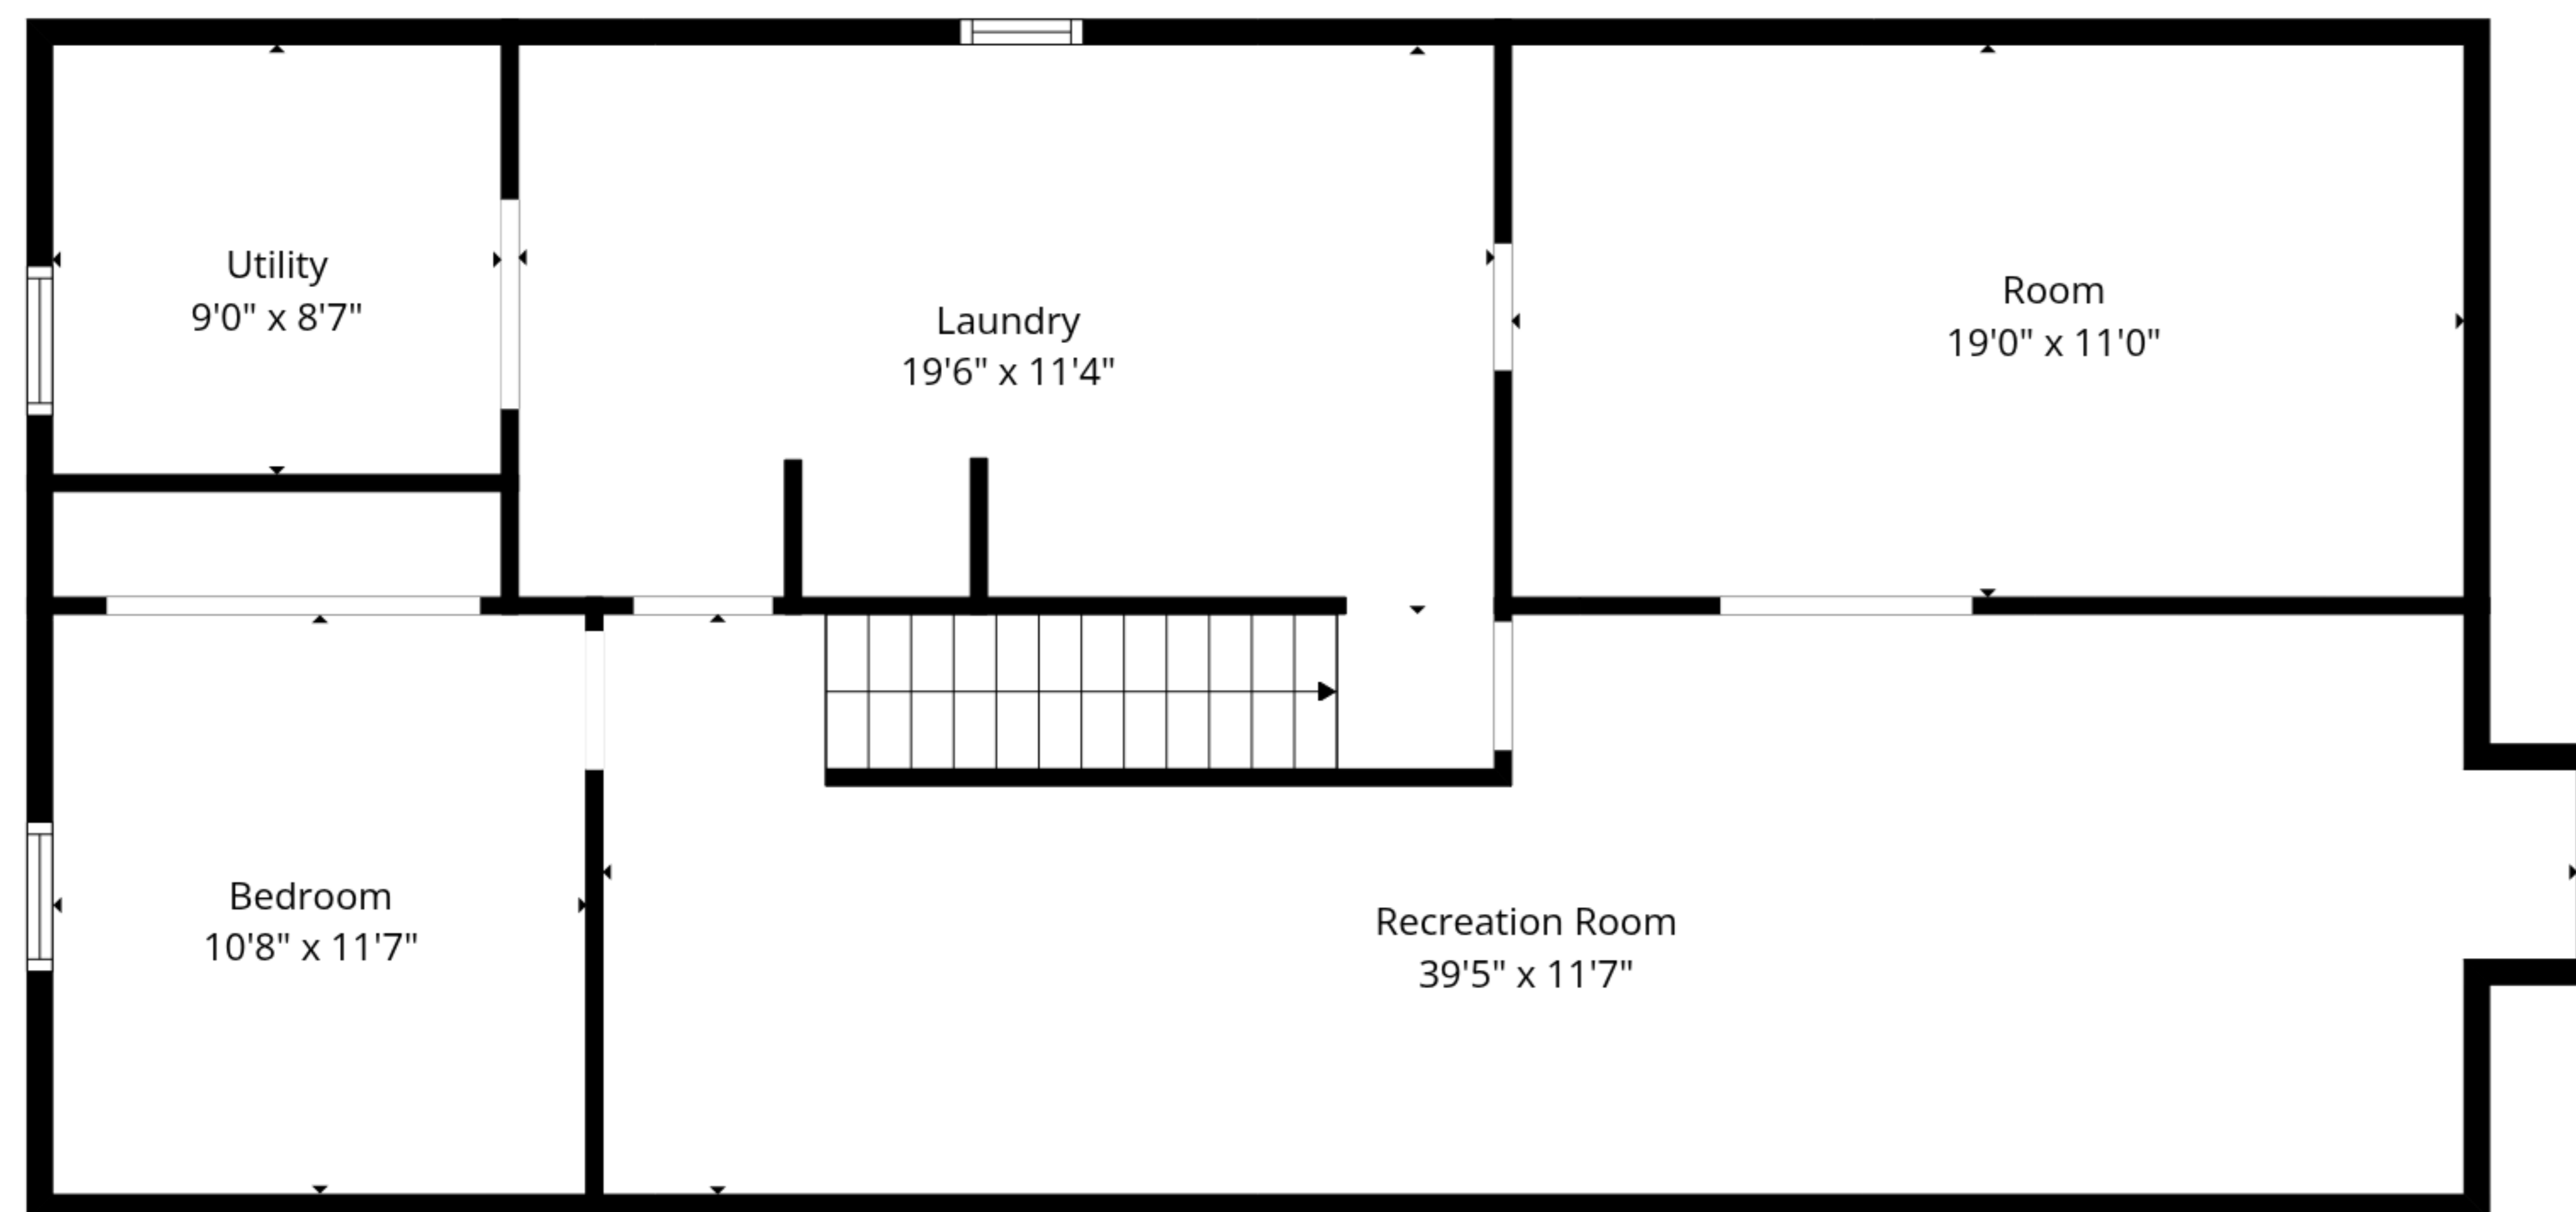 Utility
9'0" x 8'7"
Laundry
19'6" x 11'4"
Room
19'0" x 11'0"
Bedroom
10'8" x 11'7"
Recreation Room
39'5" x 11'7"